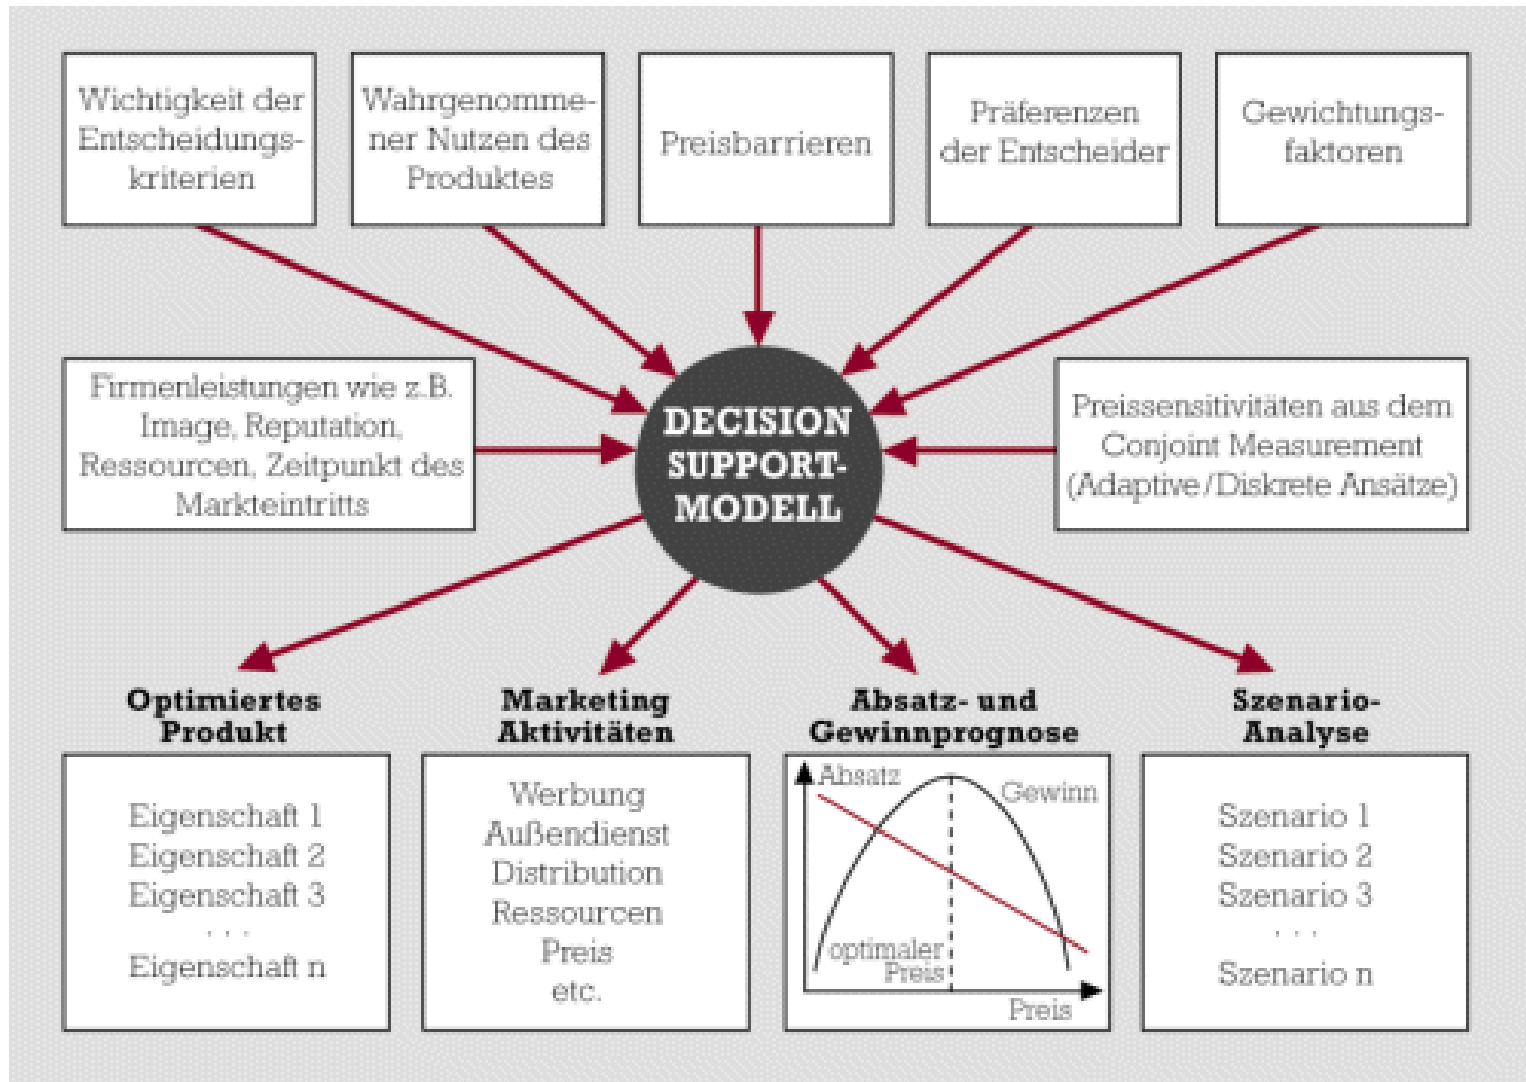 Wichtigkeit der
Entscheidungs-
kriterien
Wahrgenomme-
ner Nutzen des
Produktes
Preisbarrieren
Präferenzen
der Entscheider
Gewichtungs-
faktoren
Firmenleistungen wie z.B.
Image, Reputation,
Ressourcen, Zeitpunkt des
Markteintritts
DECISION
SUPPORT-
MODELL
Preissensitivitäten aus dem
Conjoint Measurement
(Adaptive/Diskrete Ansätze)
Optimiertes
Produkt
Eigenschaft 1
Eigenschaft 2
Eigenschaft 3
. . .
Eigenschaft n
Marketing
Aktivitäten
Werbung
Außendienst
Distribution
Ressourcen
Preis
etc.
Absatz- und
Gewinnprognose
Absatz
Gewinn
optimaler
Preis
Preis
Szenario-
Analyse
Szenario 1
Szenario 2
Szenario 3
. . .
Szenario n